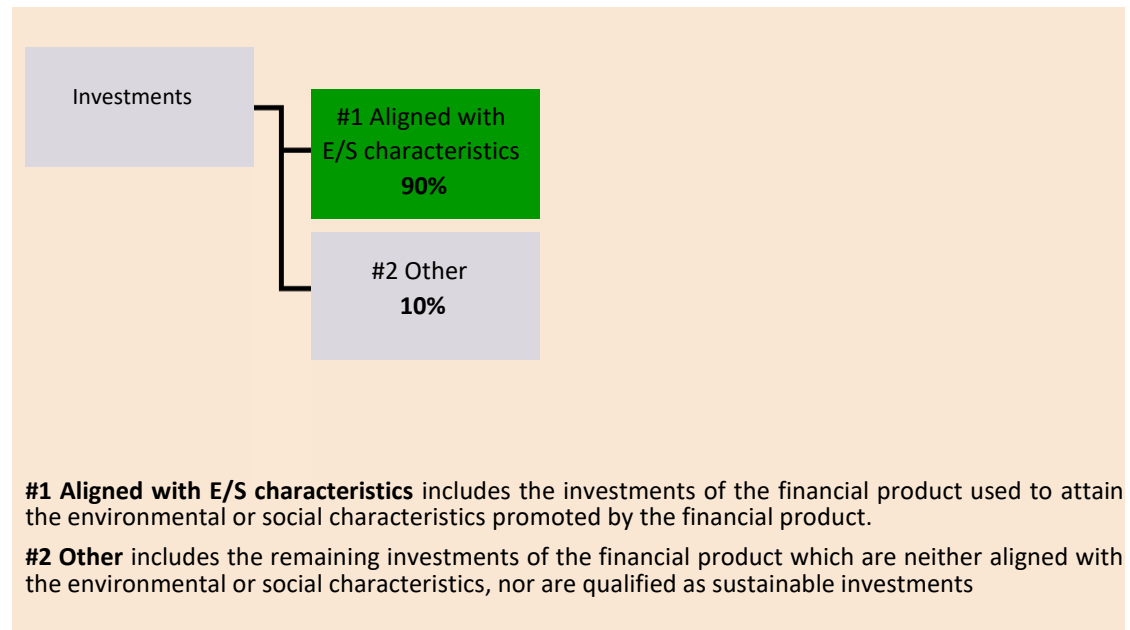 Investments
#1 Aligned with
E/S characteristics
90%
#2 Other
10%
#1 Aligned with E/S characteristics includes the investments of the financial product used to attain
the environmental or social characteristics promoted by the financial product.
#2 Other includes the remaining investments of the financial product which are neither aligned with
the environmental or social characteristics, nor are qualified as sustainable investments